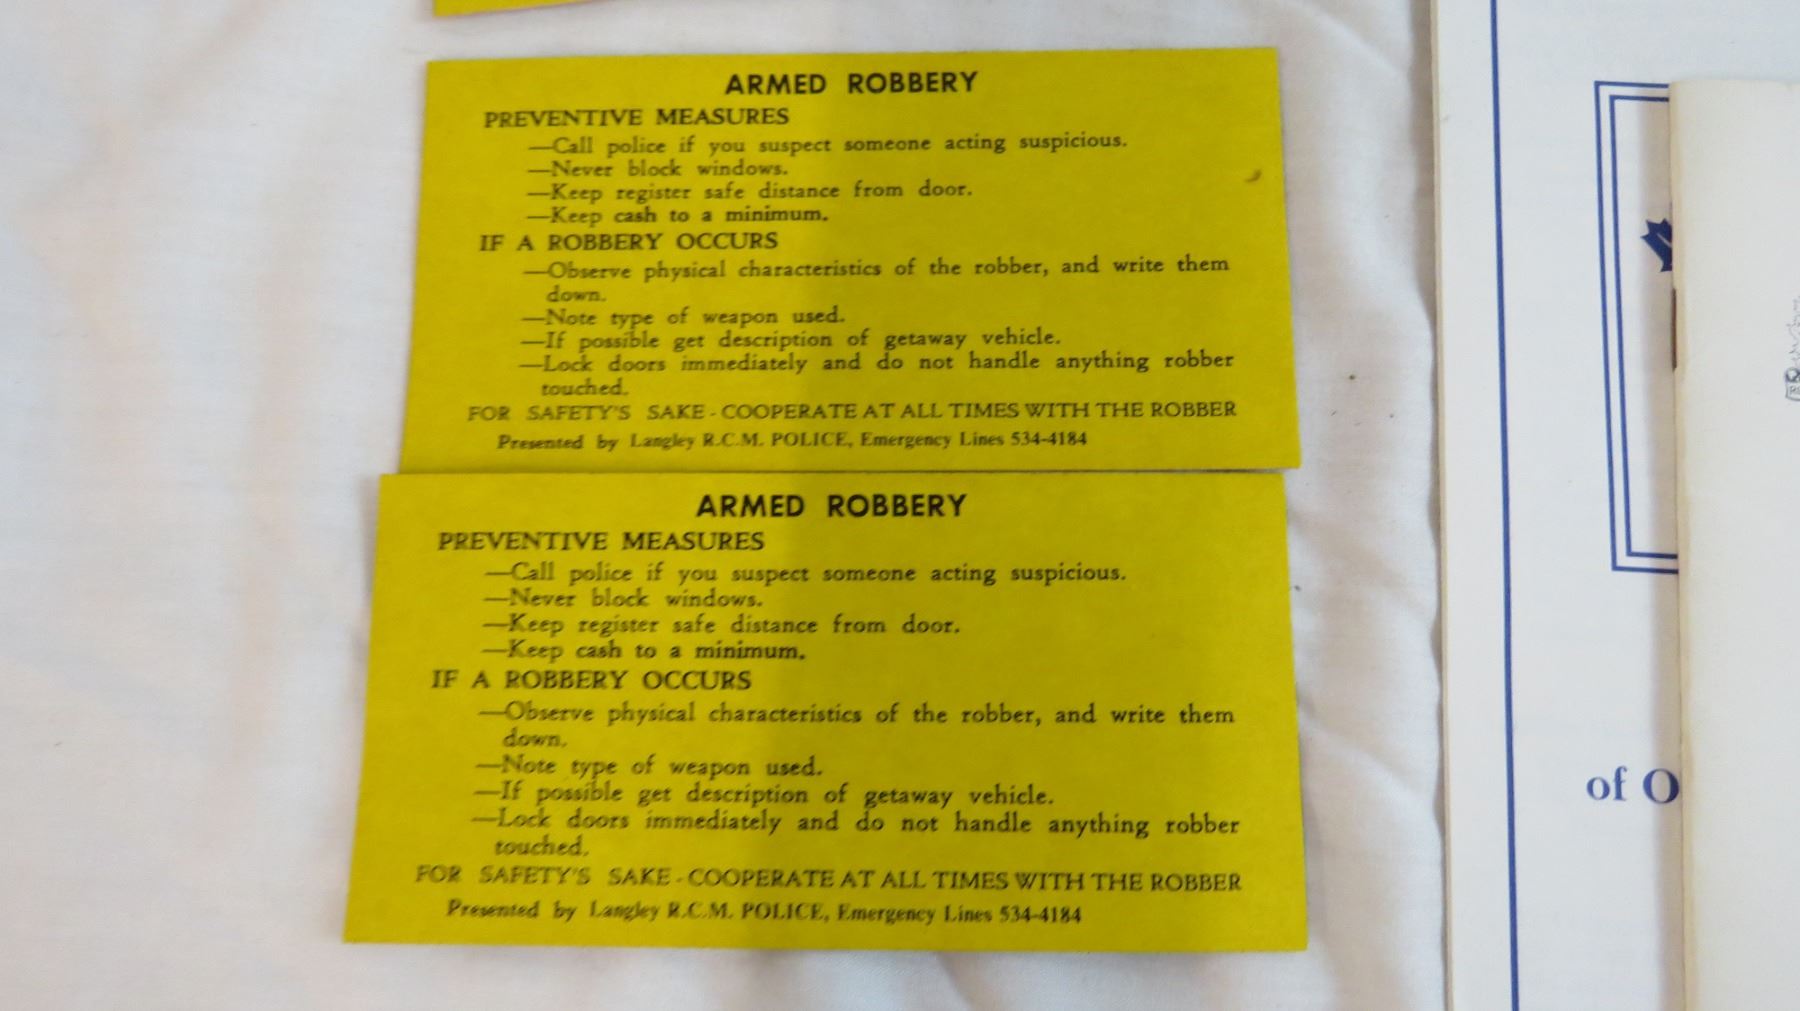 ARMED ROBBERY
PREVENTIVE MEASURES
—Call police if you suspect someone acting suspicious.
—Never block windows.
—Keep register safe distance from door.
—Keep cash to a minimum.
IF A ROBBERY OCCURS
—Observe physical characteristics of the robber, and write them
down.
—Note type of weapon used.
—If possible get description of getaway vehicle.
—Lock doors immediately and do not handle anything robber
touched.
FOR SAFETY'S SAKE - COOPERATE AT ALL TIMES WITH THE ROBBER
Presented by Langley R.C.M. POLICE, Emergency Lines 534-4184
ARMED ROBBERY
PREVENTIVE MEASURES
—Call police if you suspect someone acting suspicious.
—Never block windows.
—Keep register safe distance from door.
—Keep cash to a minimum.
IF A ROBBERY OCCURS
—Observe physical characteristics of the robber, and write them
down.
—Note type of weapon used.
—If possible get description of getaway vehicle.
—Lock doors immediately and do not handle anything robber
touched.
FOR SAFETY'S SAKE - COOPERATE AT ALL TIMES WITH THE ROBBER
Presented by Langley R.C.M. POLICE, Emergency Lines 534-4184
of O